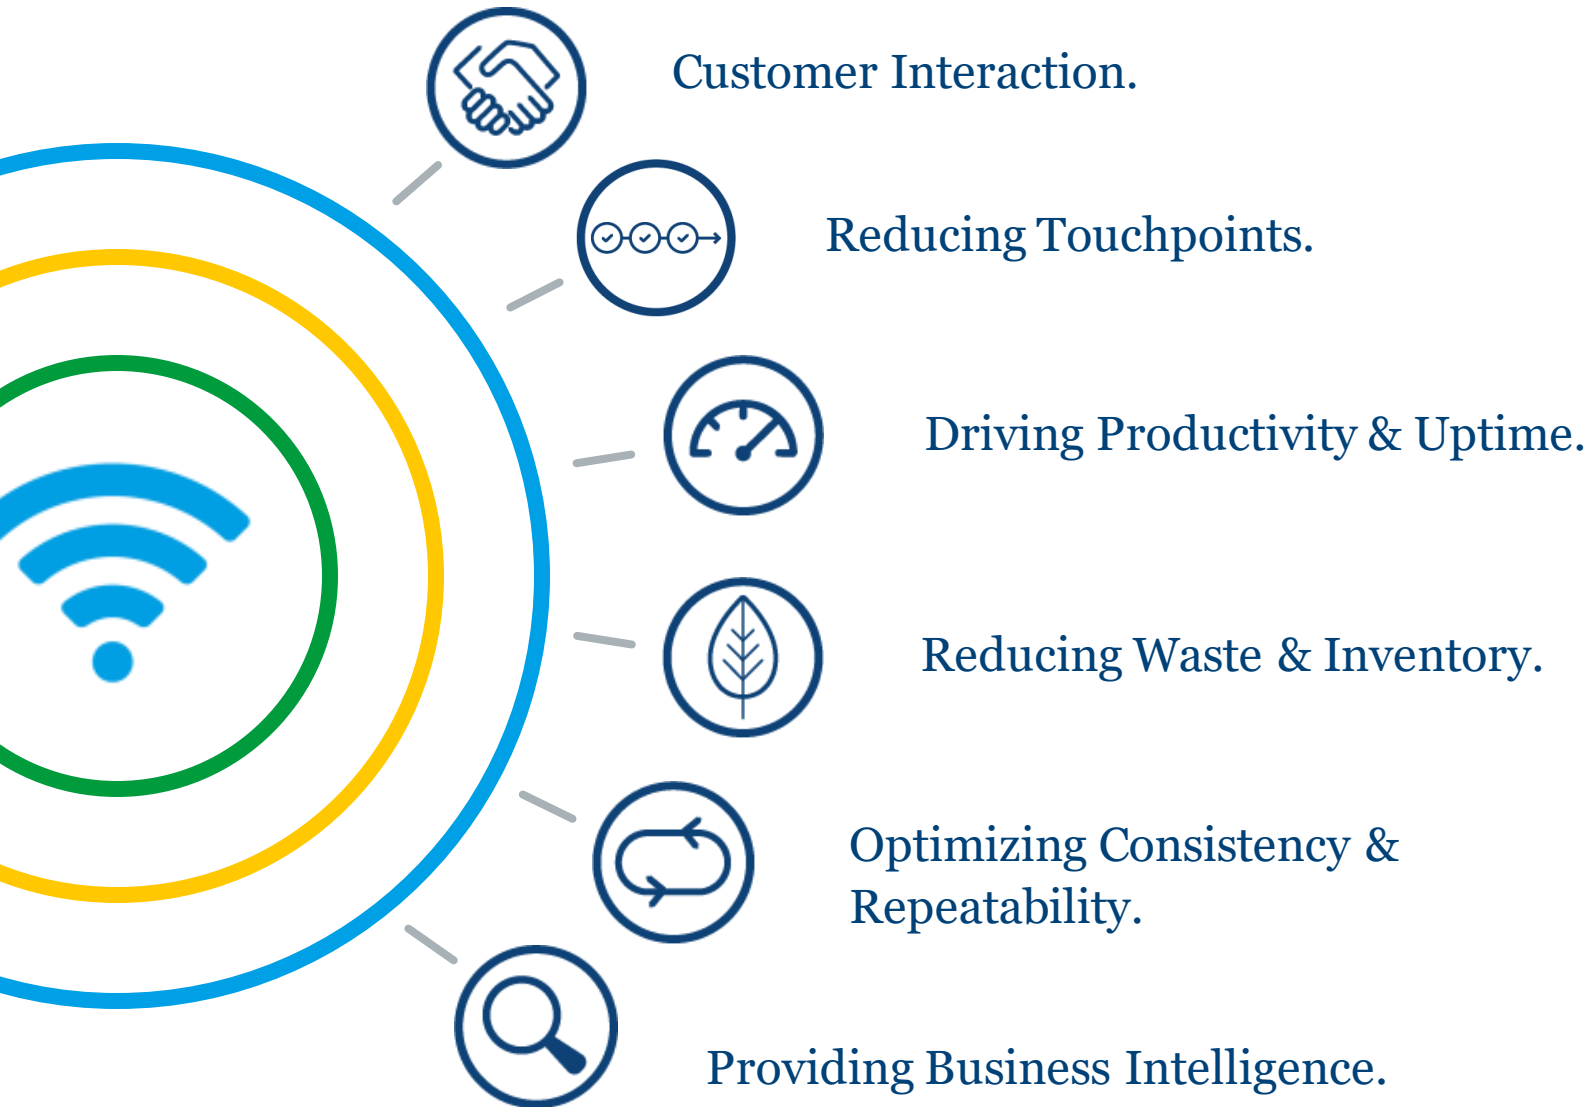 Customer Interaction.
Reducing Touchpoints.
Driving Productivity & Uptime.
Reducing Waste & Inventory.
Optimizing Consistency &
Repeatability.
Providing Business Intelligence.